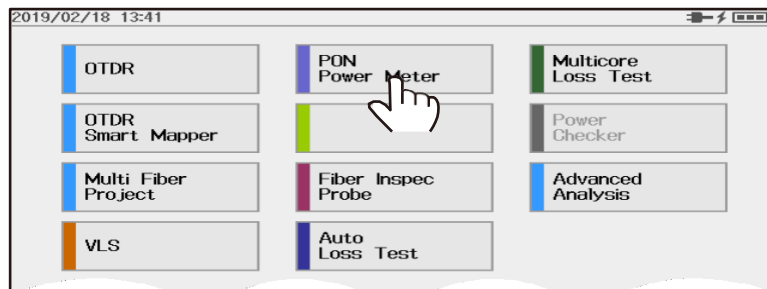 2019/02/18 13:41
OTDR
PON
Power Meter
Multicore
Loss Test
OTDR
Smart Mapper
Power
Checker
Multi Fiber
Project
Fiber Inspec
Probe
Advanced
Analysis
VLS
Auto
Loss Test